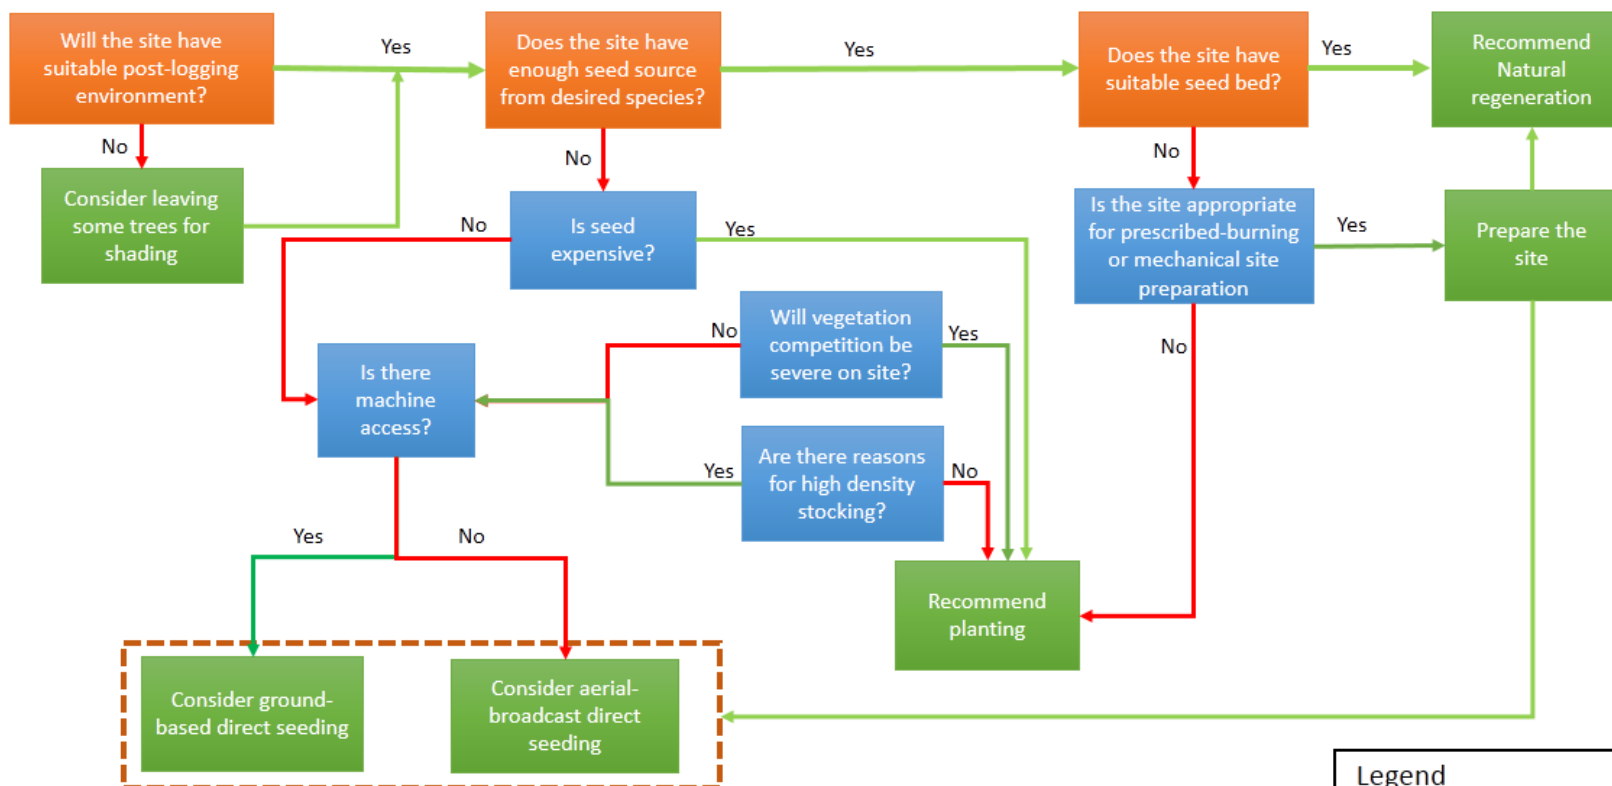 Will the site have
suitable post-logging
environment?
Yes
Does the site have
enough seed source
from desired species?
Yes
Does the site have
suitable seed bed?
Yes
Recommend
Natural
regeneration
No
No
No
Consider leaving
some trees for
shading
No
Is seed
expensive?
Yes
Is the site appropriate
for prescribed-burning
or mechanical site
preparation
Yes
Prepare the
site
No
Will vegetation
competition be
severe on site?
Yes
No
Is there
machine
access?
Yes
Are there reasons
for high density
stocking?
No
Yes
No
Recommend
planting
Consider ground-
based direct seeding
Consider aerial-
broadcast direct
seeding
Legend